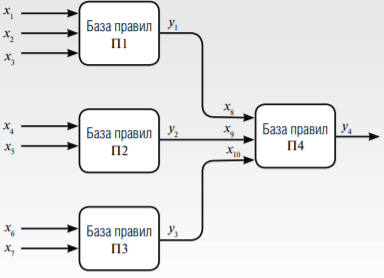 x₁
x₂
x₃
База правил
П1
y₁
x₄
x₅
База правил
П2
y₂
x₆
x₇
База правил
П3
y₃
x₈
x₉
x₁₀
База правил
П4
y₄